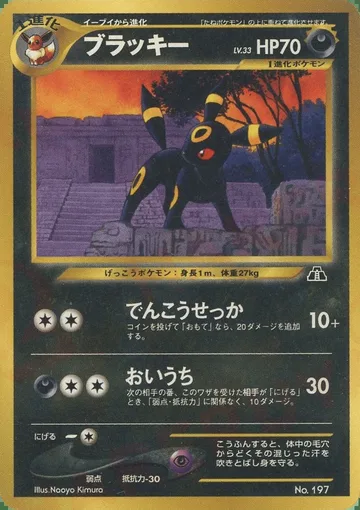 1進化
イーブイから進化
「たねポケモン」の上に重ねて進化させます
ブラッキー LV.33 HP70
1進化ポケモン
げっこうポケモン：身長1m、体重27kg
でんこうせっか 10+
コインを投げて「おもて」なら、20ダメージを追加
する。
おいうち 30
次の相手の番、このワザを受けた相手が「にげる」と
き、「弱点・抵抗力」に関係なく、10ダメージ。
にげる
弱点 抵抗力-30
こうふんすると、体中の毛穴
からどくその混じった汗を
吹きとばし身を守る。
Illus.Naoyo Kimura
No. 197